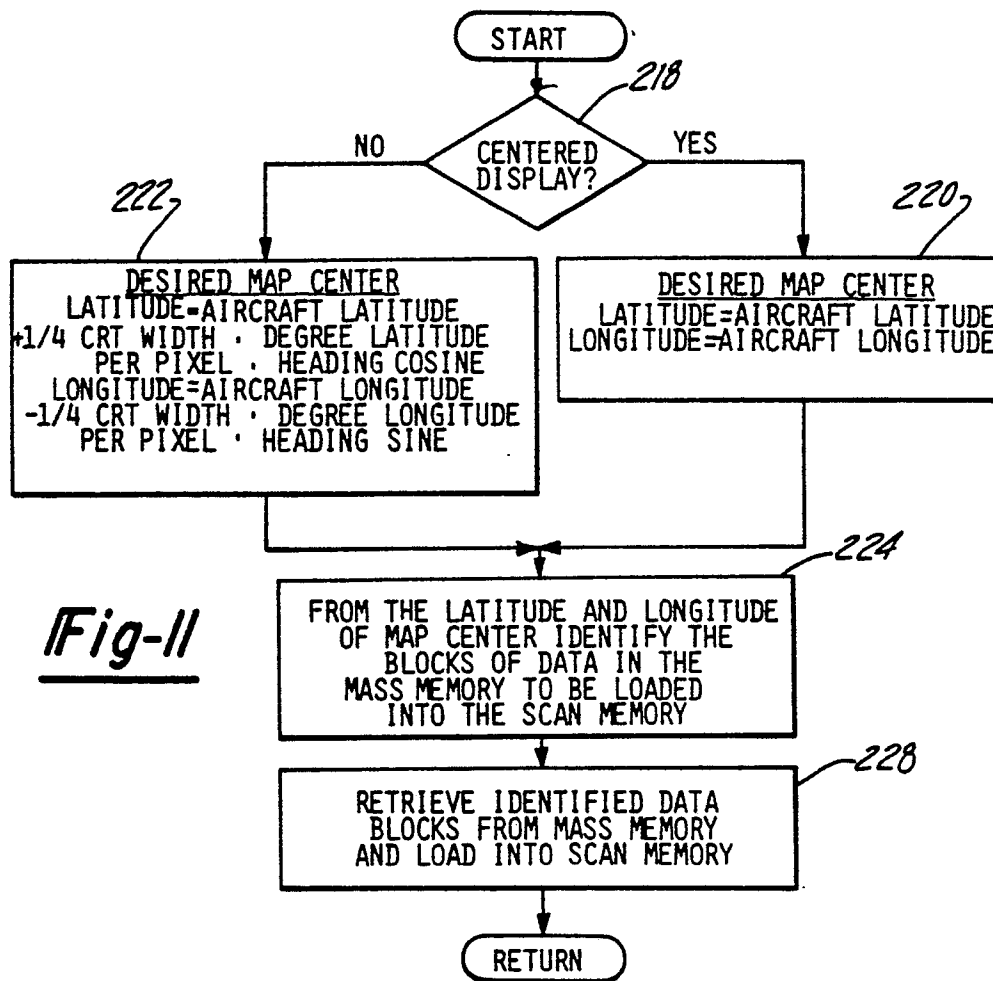 START
218
CENTERED
DISPLAY?
NO
YES
222
220
DESIRED MAP CENTER
LATITUDE=AIRCRAFT LATITUDE
+1/4 CRT WIDTH · DEGREE LATITUDE
PER PIXEL · HEADING COSINE
LONGITUDE=AIRCRAFT LONGITUDE
-1/4 CRT WIDTH · DEGREE LONGITUDE
PER PIXEL · HEADING SINE
DESIRED MAP CENTER
LATITUDE=AIRCRAFT LATITUDE
LONGITUDE=AIRCRAFT LONGITUDE
224
FROM THE LATITUDE AND LONGITUDE
OF MAP CENTER IDENTIFY THE
BLOCKS OF DATA IN THE
MASS MEMORY TO BE LOADED
INTO THE SCAN MEMORY
Fig-11
228
RETRIEVE IDENTIFIED DATA
BLOCKS FROM MASS MEMORY
AND LOAD INTO SCAN MEMORY
RETURN